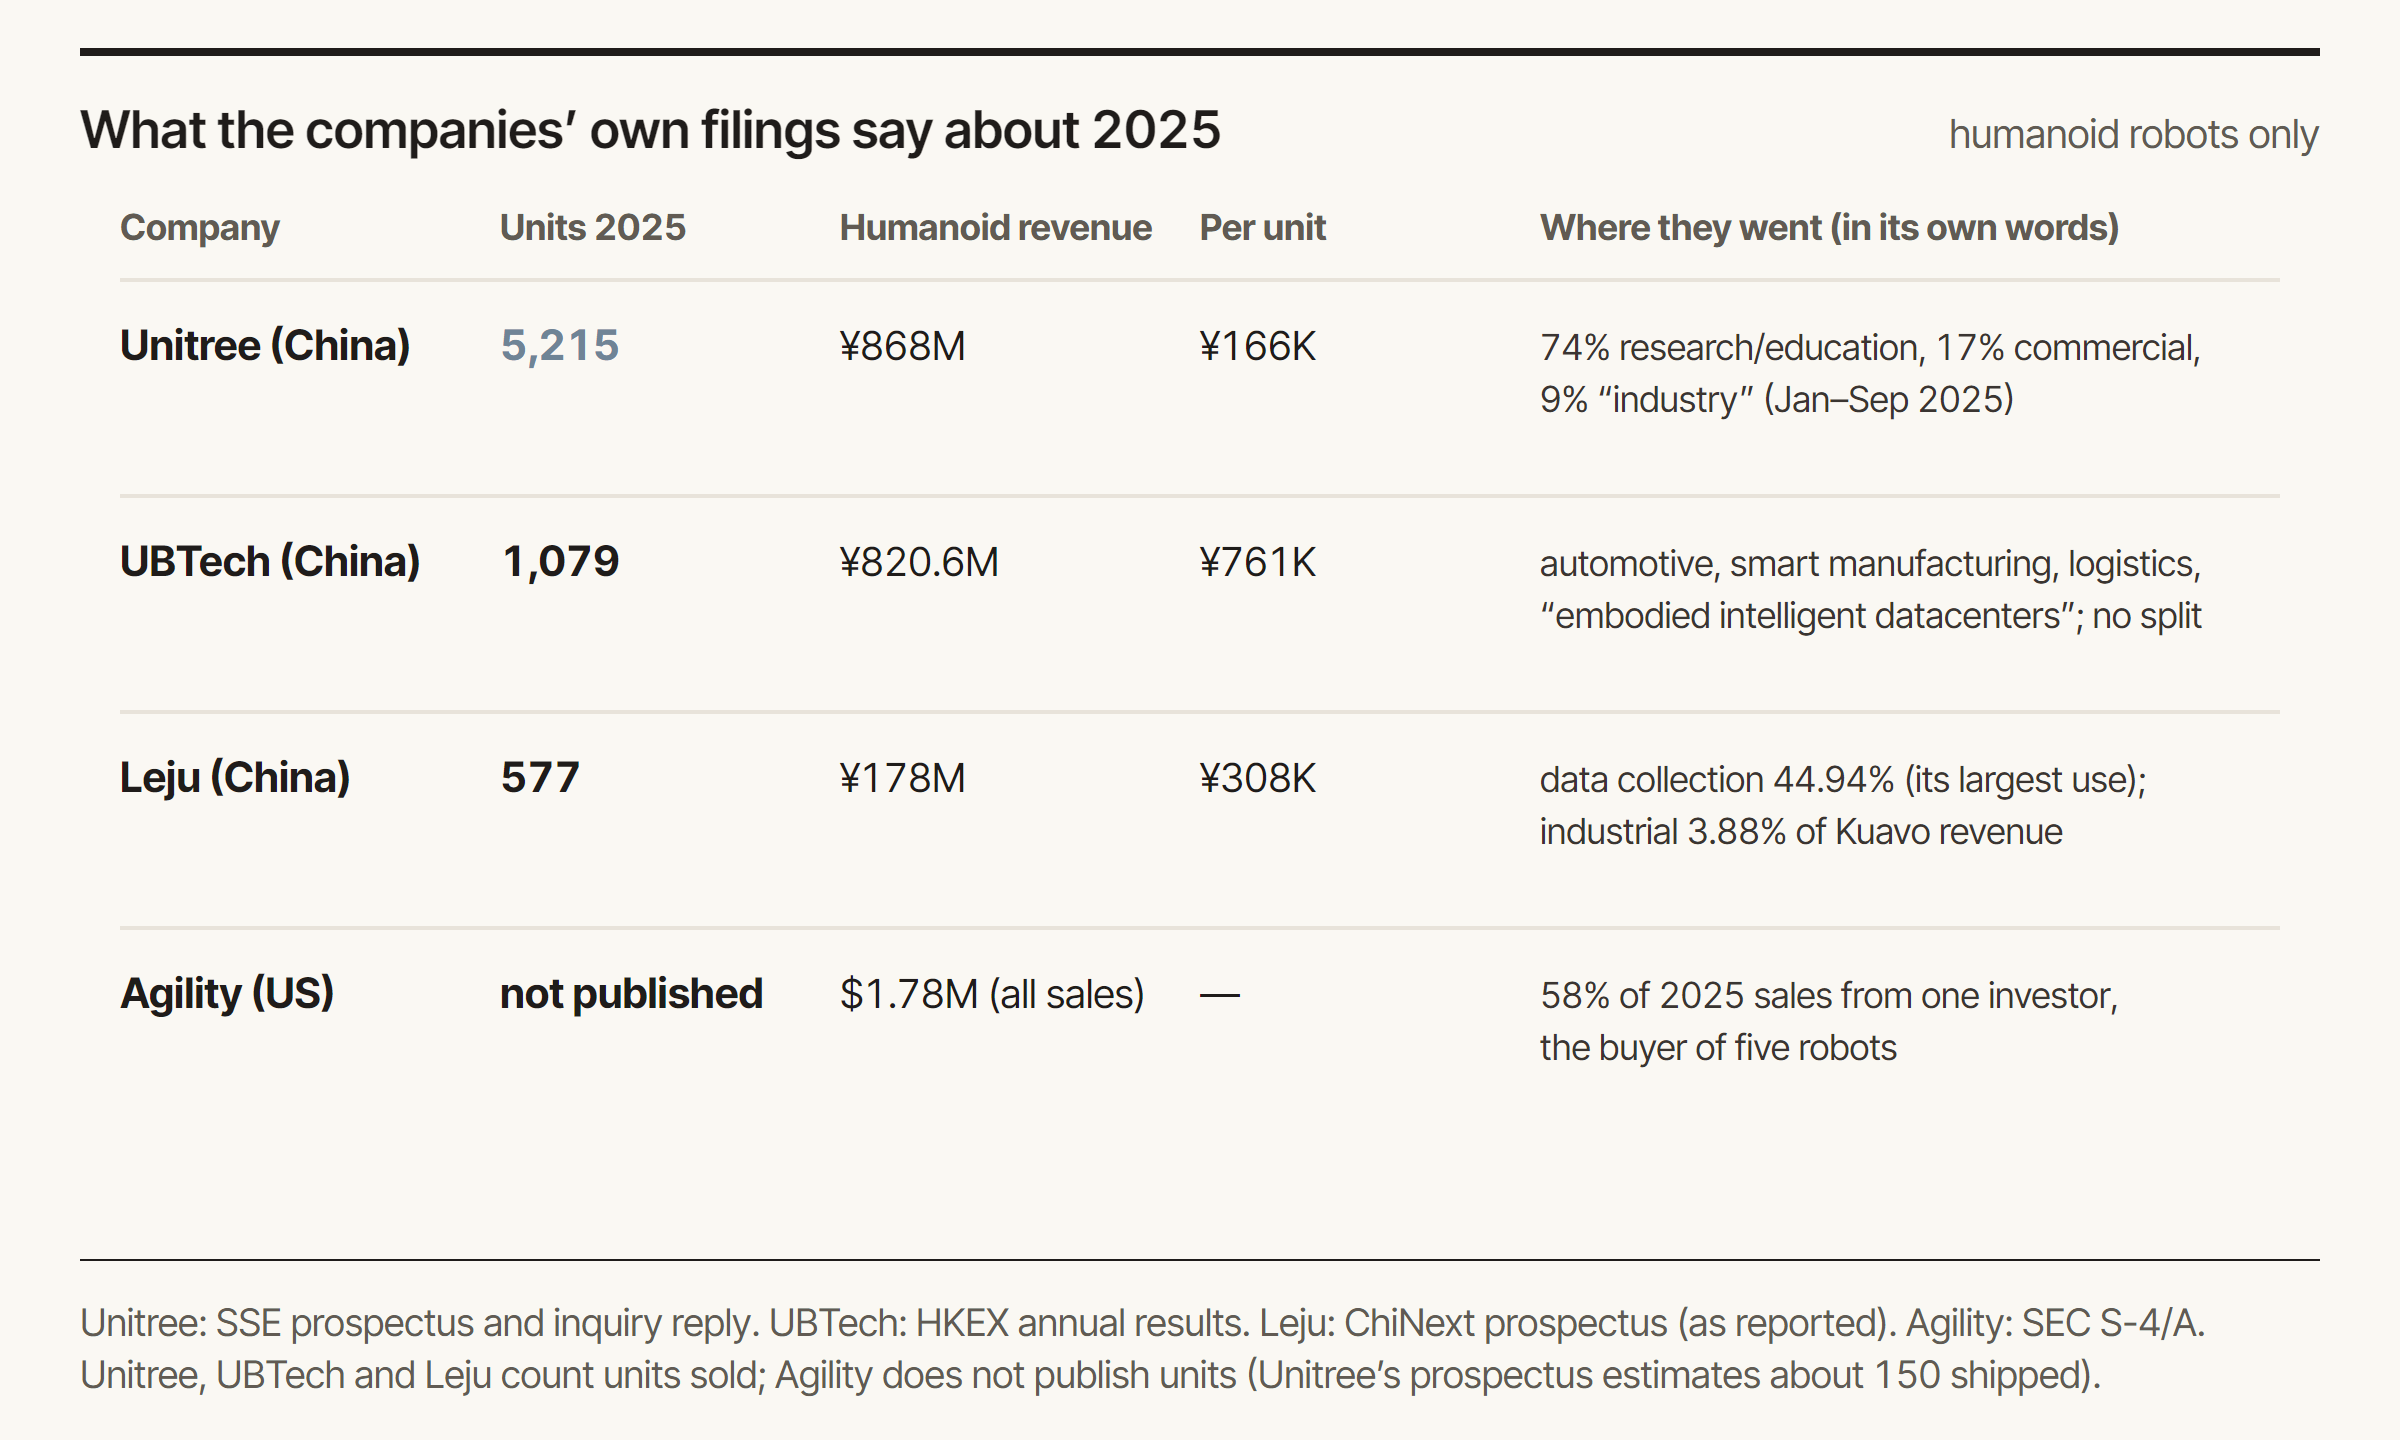 What the companies’ own filings say about 2025
humanoid robots only
Company Units 2025 Humanoid revenue Per unit Where they went (in its own words)
Unitree (China) 5,215 ¥868M ¥166K 74% research/education, 17% commercial,
9% “industry” (Jan–Sep 2025)
UBTech (China) 1,079 ¥820.6M ¥761K automotive, smart manufacturing, logistics,
“embodied intelligent datacenters”; no split
Leju (China) 577 ¥178M ¥308K data collection 44.94% (its largest use);
industrial 3.88% of Kuavo revenue
Agility (US) not published $1.78M (all sales) — 58% of 2025 sales from one investor,
the buyer of five robots
Unitree: SSE prospectus and inquiry reply. UBTech: HKEX annual results. Leju: ChiNext prospectus (as reported). Agility: SEC S-4/A.
Unitree, UBTech and Leju count units sold; Agility does not publish units (Unitree’s prospectus estimates about 150 shipped).